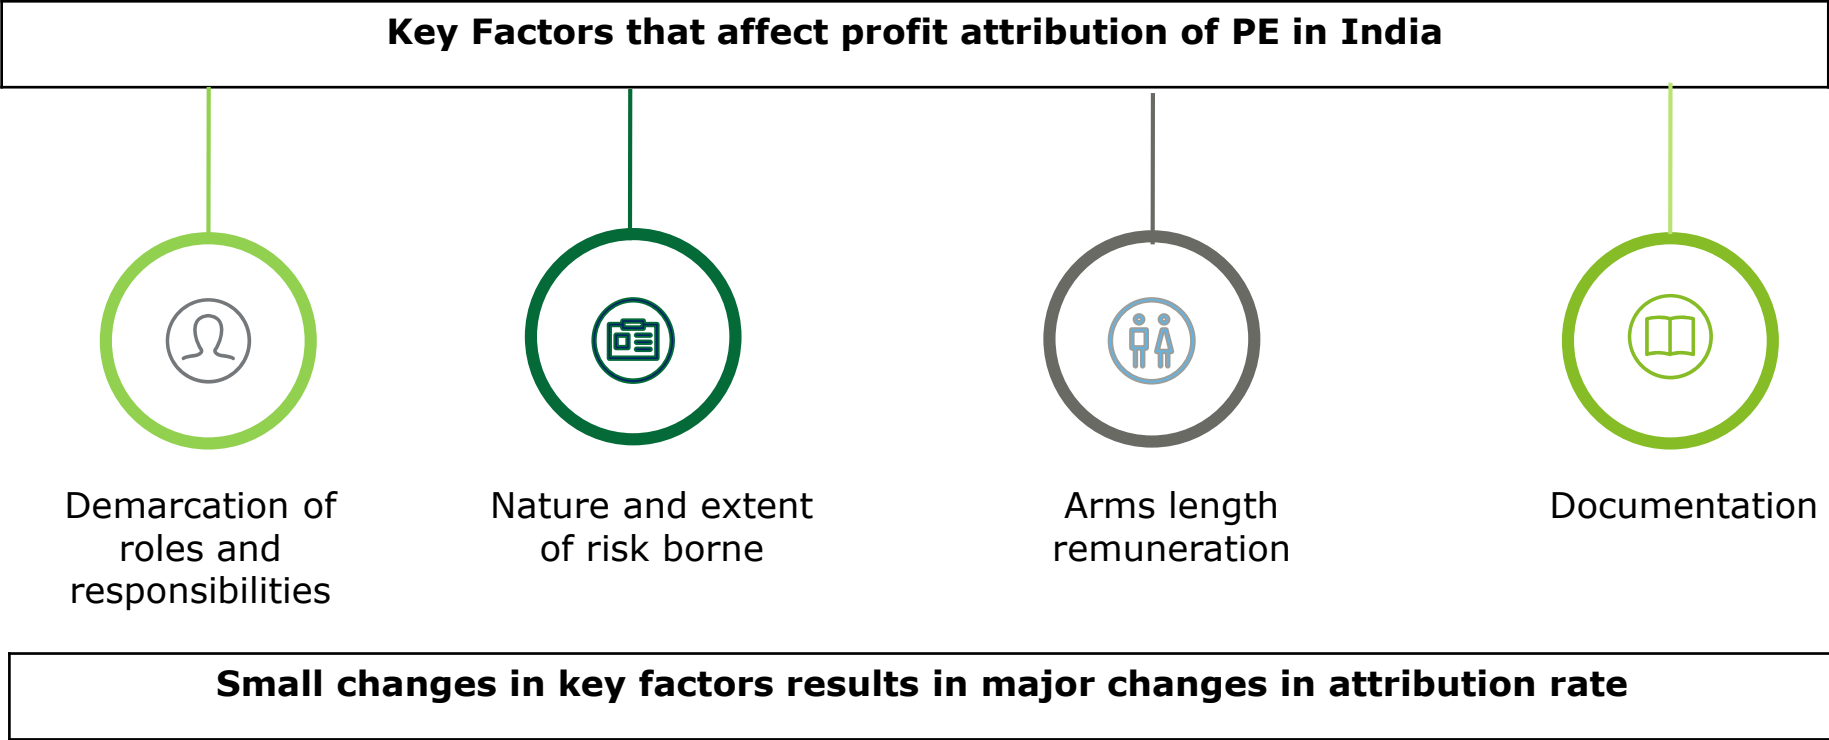 Key Factors that affect profit attribution of PE in India
Demarcation of
roles and
responsibilities
Nature and extent
of risk borne
Arms length
remuneration
Documentation
Small changes in key factors results in major changes in attribution rate